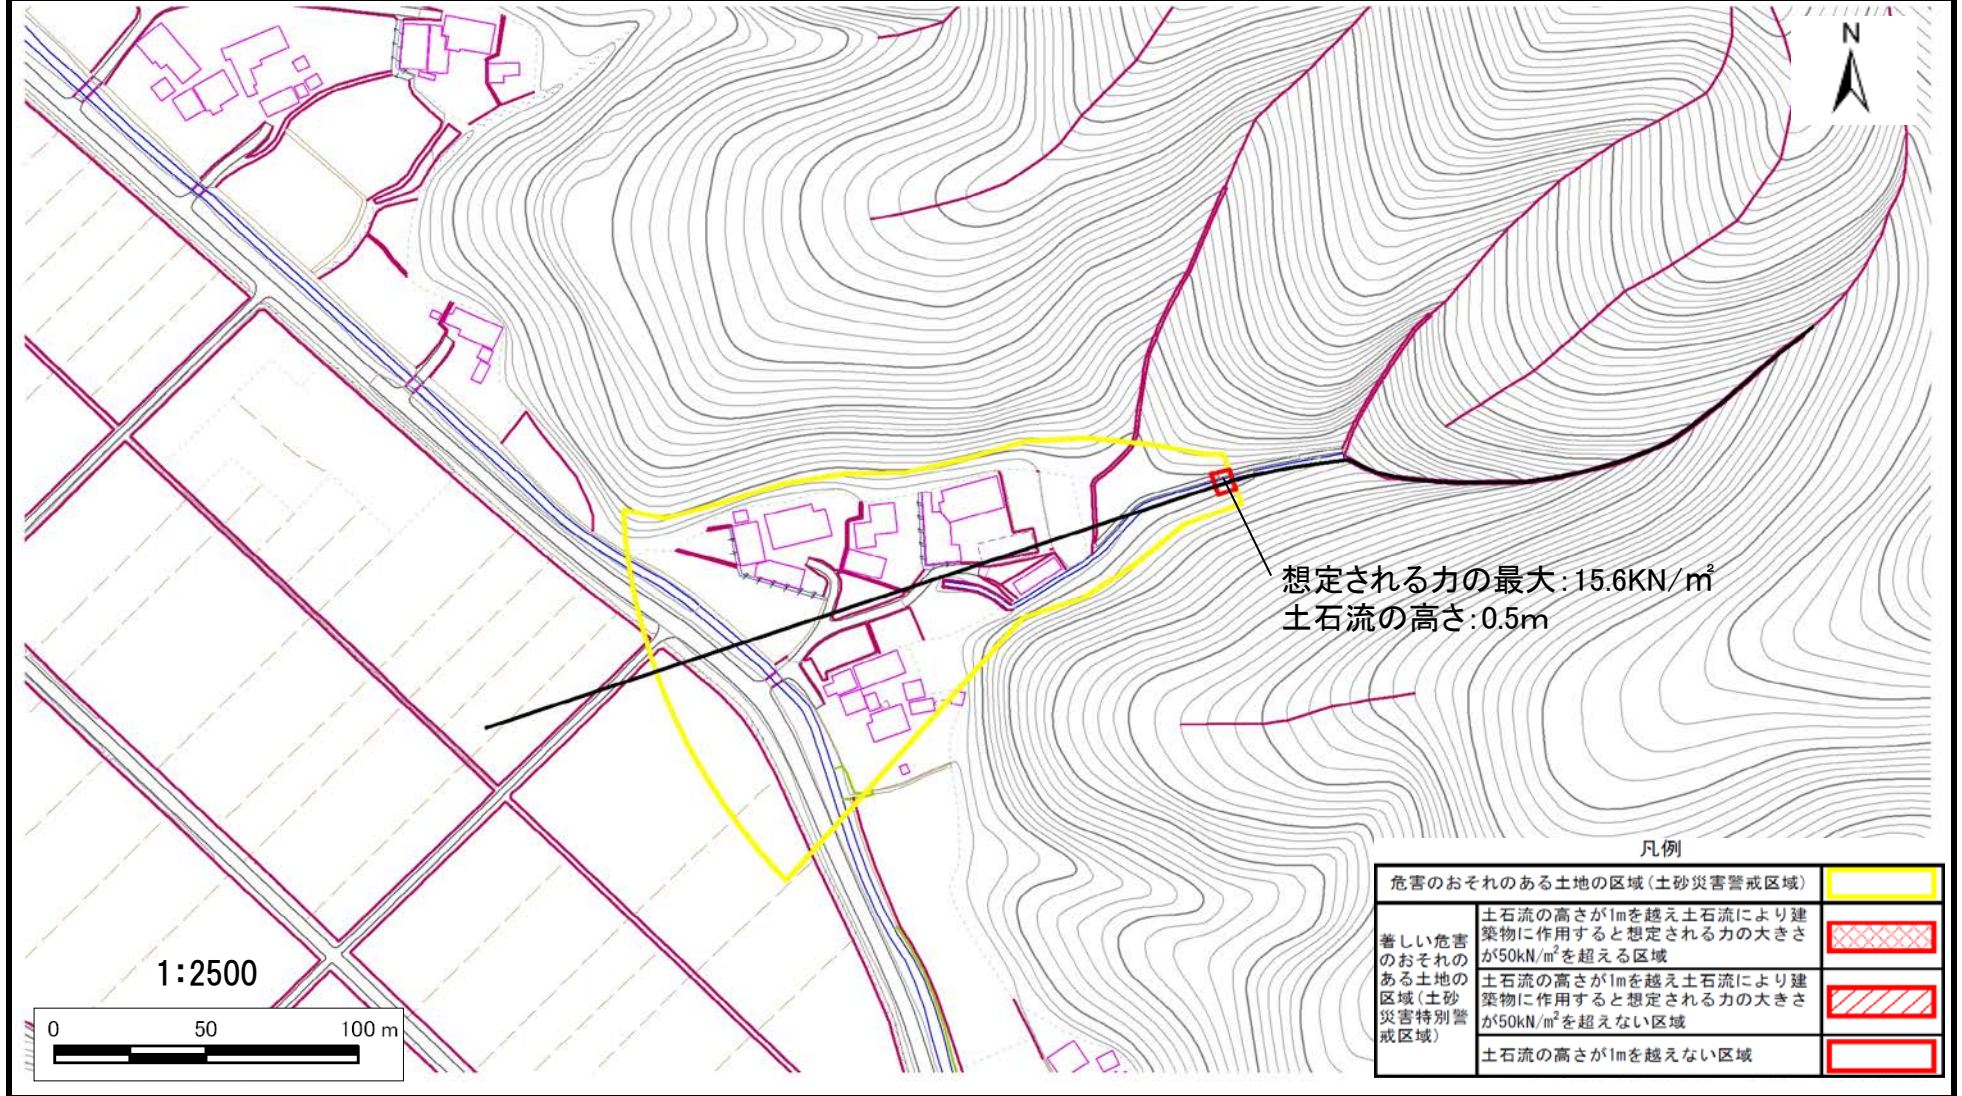 N
想定される力の最大:15.6KN/㎡
土石流の高さ:0.5m
1:2500
0 50 100 m
凡例
危害のおそれのある土地の区域(土砂災害警戒区域)
著しい危害
のおそれの
ある土地の
区域(土砂
災害特別警
戒区域)
土石流の高さが1mを越え土石流により建
築物に作用すると想定される力の大きさ
が50kN/㎡を超える区域
土石流の高さが1mを越え土石流により建
築物に作用すると想定される力の大きさ
が50kN/㎡を超えない区域
土石流の高さが1mを越えない区域